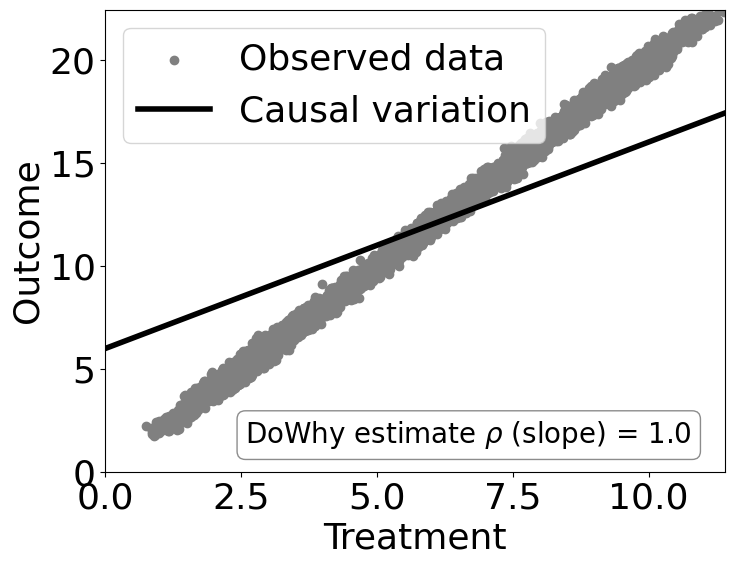 Observed data
Causal variation
DoWhy estimate ρ (slope) = 1.0
Outcome
20
15
10
5
0
0.0 2.5 5.0 7.5 10.0
Treatment